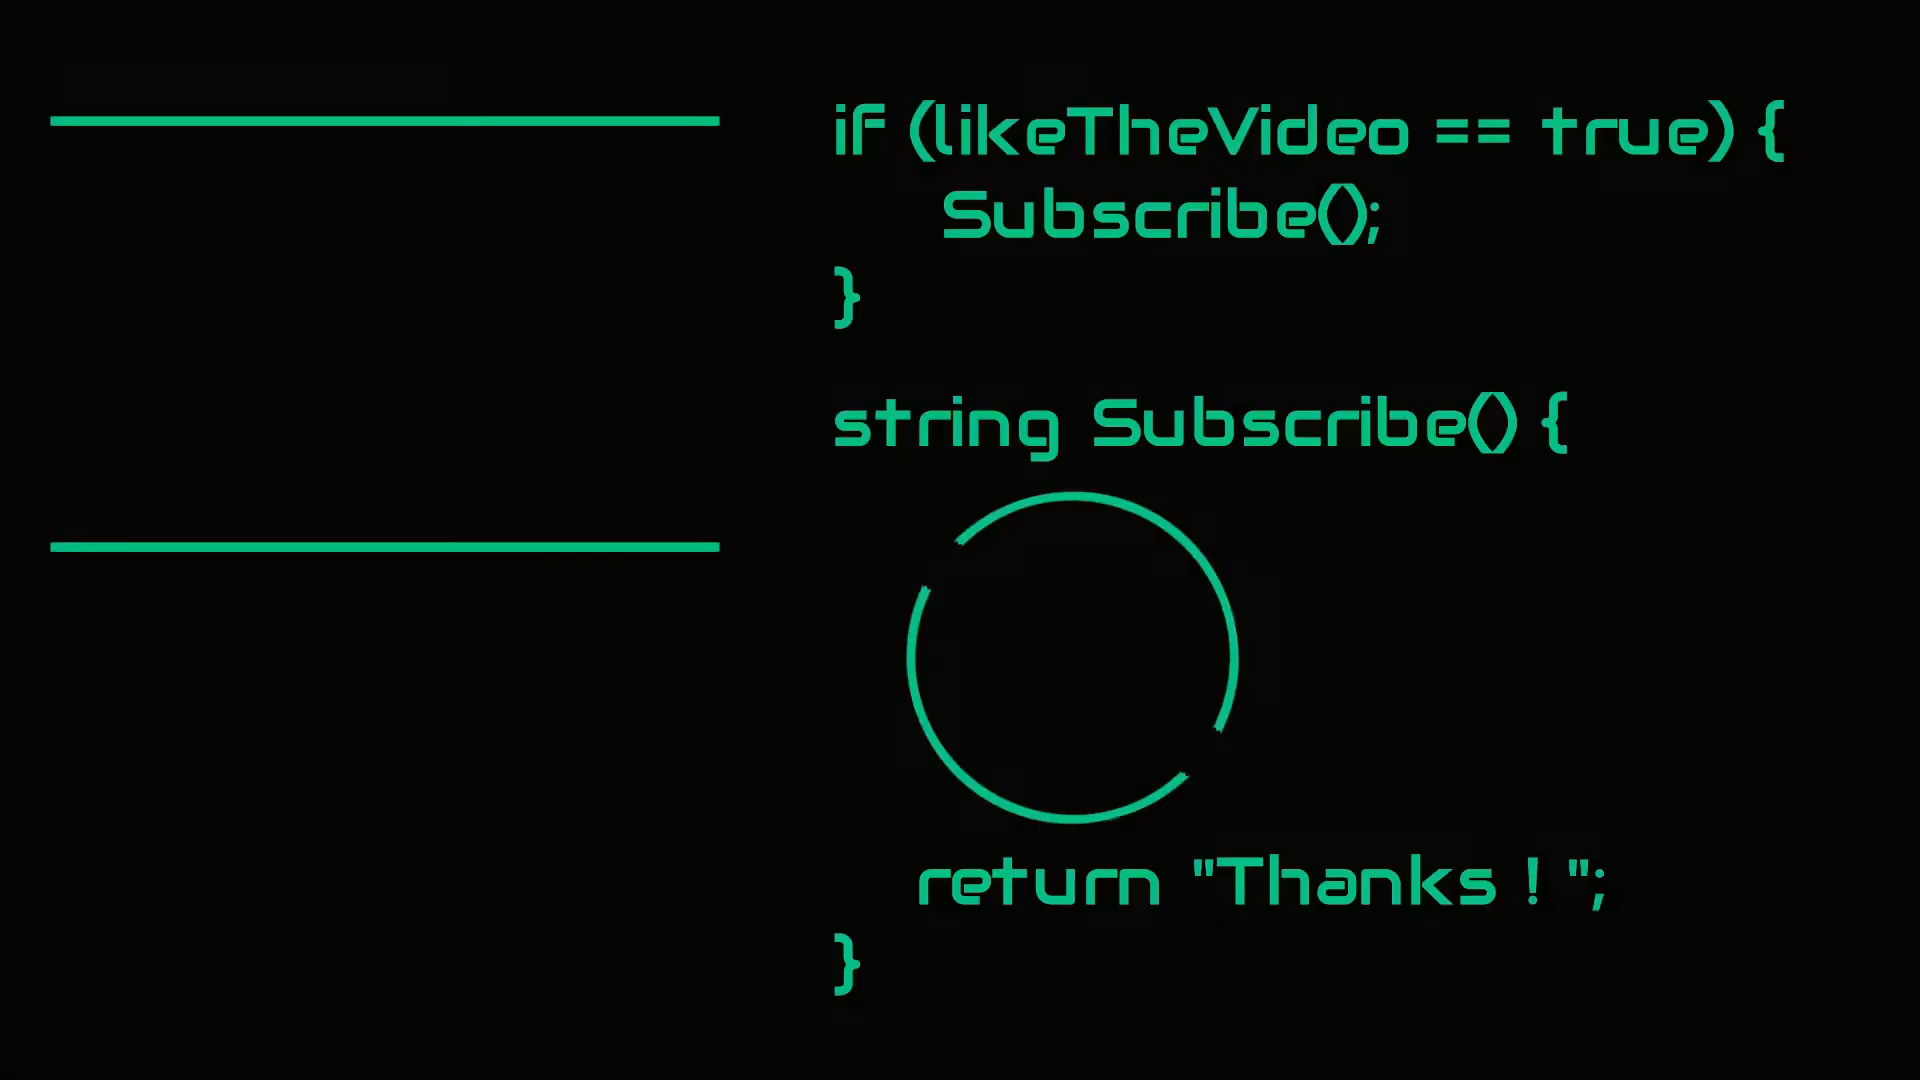 if (likeTheVideo == true) {
Subscribe();
}
string Subscribe() {
return "Thanks ! ";
}